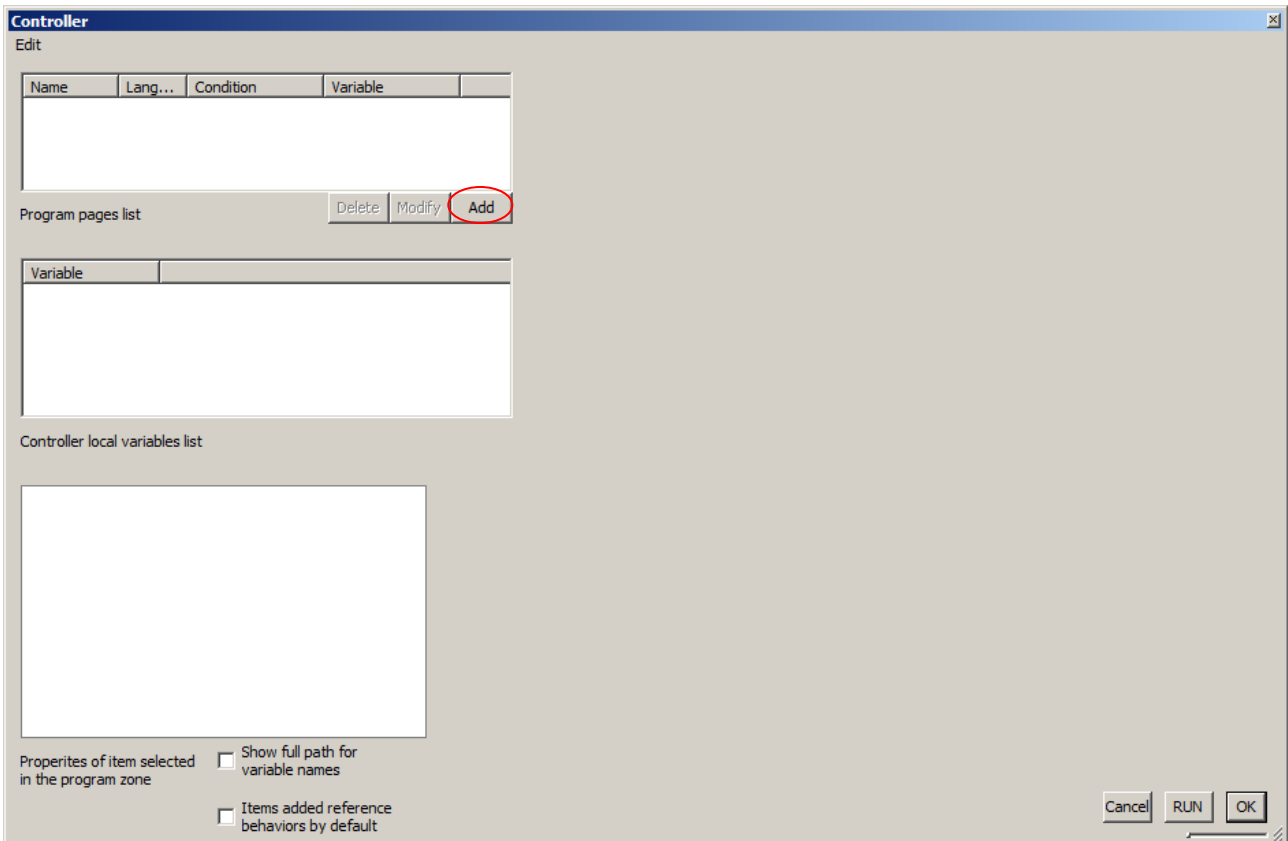 Controller
Edit
Name Lang... Condition Variable
Delete Modify Add
Program pages list
Variable
Controller local variables list
Properites of item selected
in the program zone
Show full path for
variable names
Items added reference
behaviors by default
Cancel RUN OK